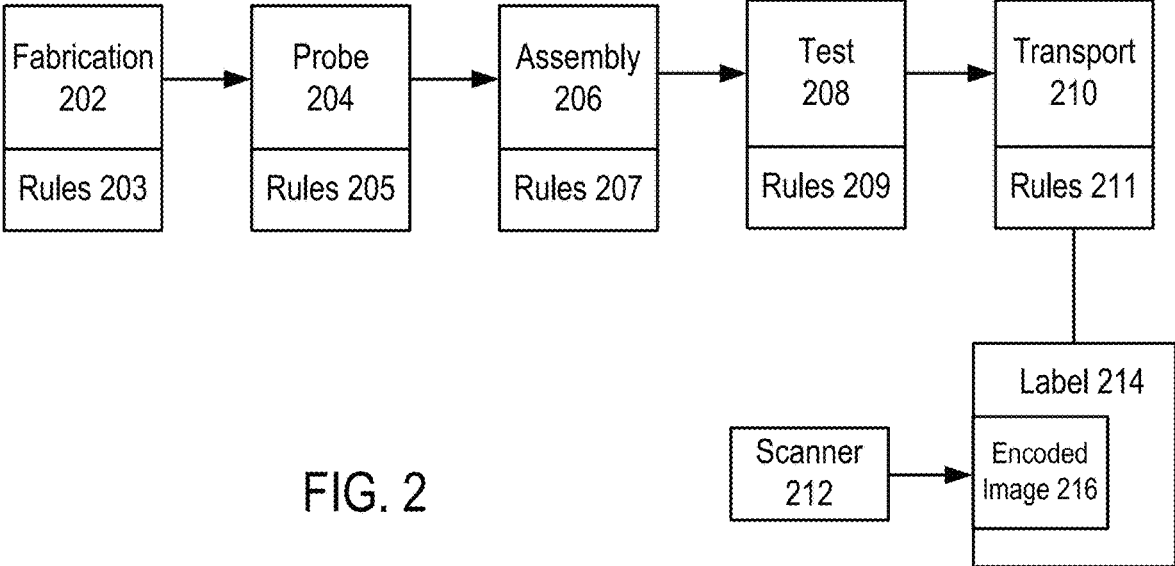 Fabrication
202
Rules 203
Probe
204
Rules 205
Assembly
206
Rules 207
Test
208
Rules 209
Transport
210
Rules 211
Label 214
Encoded
Image 216
Scanner
212
FIG. 2